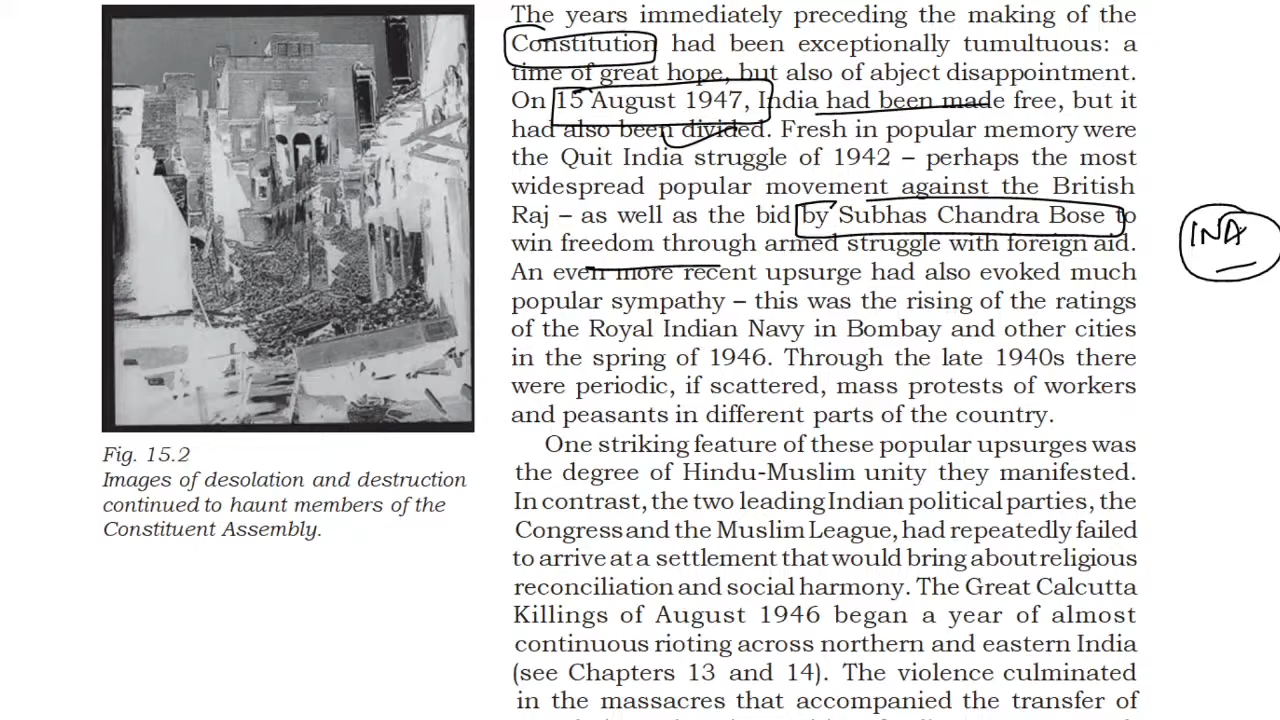 The years immediately preceding the making of the
Constitution had been exceptionally tumultuous: a
time of great hope, but also of abject disappointment.
On 15 August 1947, India had been made free, but it
had also been divided. Fresh in popular memory were
the Quit India struggle of 1942 – perhaps the most
widespread popular movement against the British
Raj – as well as the bid by Subhas Chandra Bose to
win freedom through armed struggle with foreign aid.
An even more recent upsurge had also evoked much
popular sympathy – this was the rising of the ratings
of the Royal Indian Navy in Bombay and other cities
in the spring of 1946. Through the late 1940s there
were periodic, if scattered, mass protests of workers
and peasants in different parts of the country.
One striking feature of these popular upsurges was
the degree of Hindu-Muslim unity they manifested.
In contrast, the two leading Indian political parties, the
Congress and the Muslim League, had repeatedly failed
to arrive at a settlement that would bring about religious
reconciliation and social harmony. The Great Calcutta
Killings of August 1946 began a year of almost
continuous rioting across northern and eastern India
(see Chapters 13 and 14). The violence culminated
in the massacres that accompanied the transfer of
INA
Fig. 15.2
Images of desolation and destruction
continued to haunt members of the
Constituent Assembly.